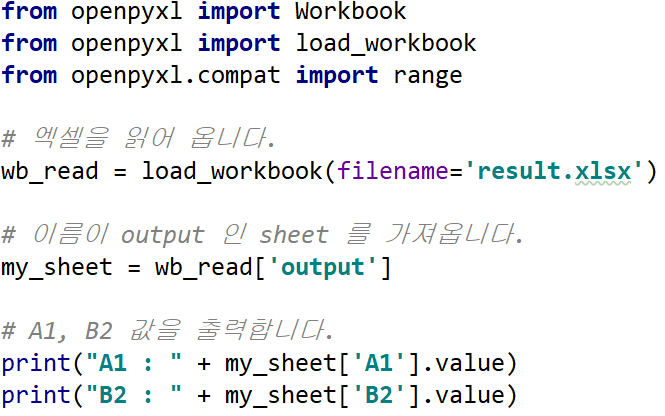 from openpyxl import Workbook
from openpyxl import load_workbook
from openpyxl.compat import range
# 엑셀을 읽어 옵니다.
wb_read = load_workbook(filename='result.xlsx')
# 이름이 output 인 sheet 를 가져옵니다.
my_sheet = wb_read['output']
# A1, B2 값을 출력합니다.
print("A1 : " + my_sheet['A1'].value)
print("B2 : " + my_sheet['B2'].value)